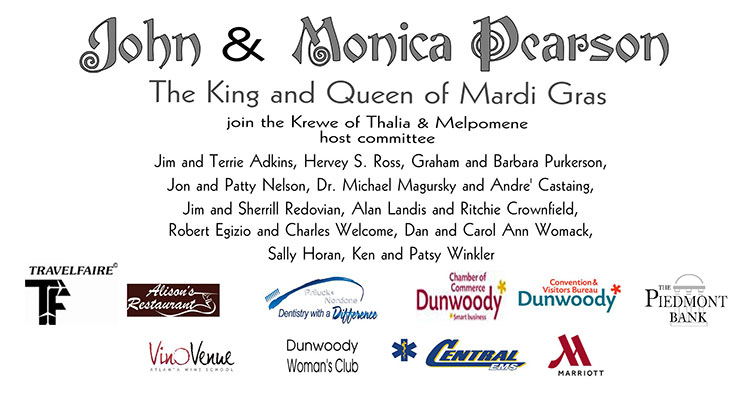 John & Monica Pearson
The King and Queen of Mardi Gras
join the Krewe of Thalia & Melpomene
host committee
Jim and Terrie Adkins, Hervey S. Ross, Graham and Barbara Purkerson,
Jon and Patty Nelson, Dr. Michael Magursky and Andre' Castaing,
Jim and Sherrill Redovian, Alan Landis and Ritchie Crownfield,
Robert Egizio and Charles Welcome, Dan and Carol Ann Womack,
Sally Horan, Ken and Patsy Winkler
TRAVELFAIRE©
TF
Alison's
Restaurant
Dentistry with a Difference
Chamber of
Commerce
Dunwoody
Smart business
Convention &
Visitors Bureau
Dunwoody
THE
PIEDMONT
BANK
VinoVenue
ATLANTA WINE SCHOOL
Dunwoody
Woman's Club
CENTRAL
EMS
MARRIOTT